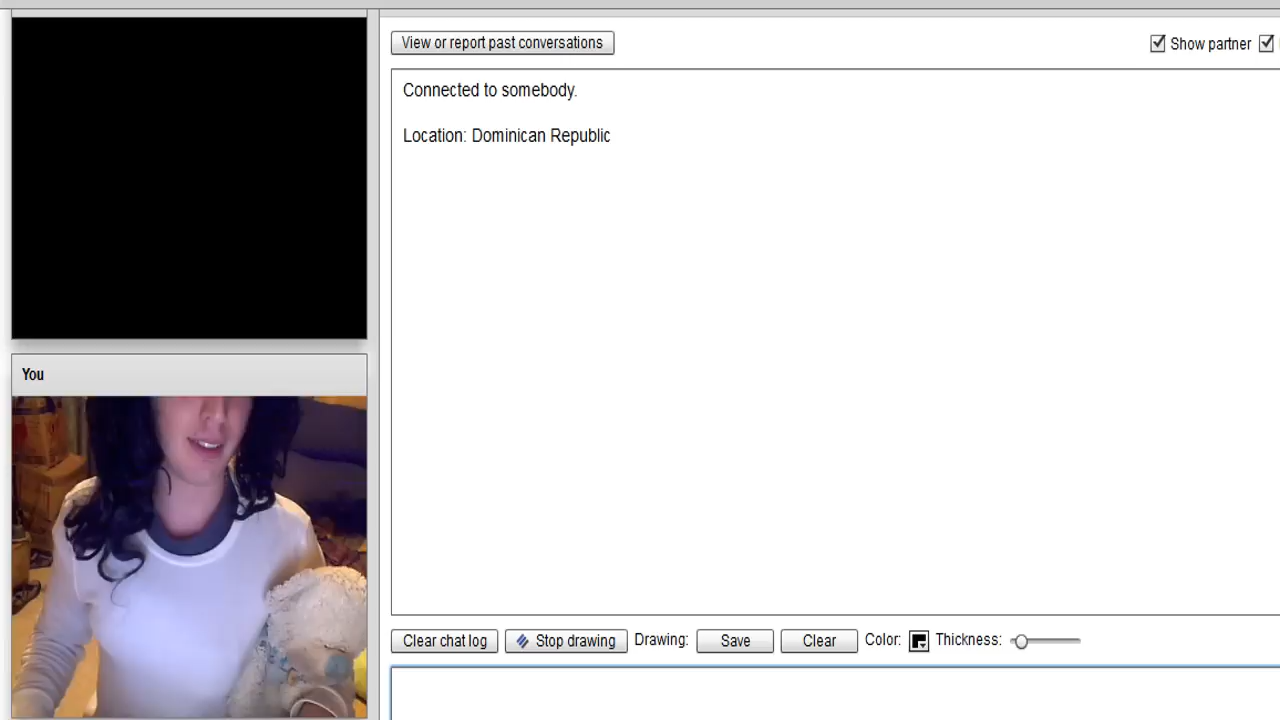 View or report past conversations
Show partner
Connected to somebody.
Location: Dominican Republic
You
Clear chat log
Stop drawing
Drawing:
Save
Clear
Color:
Thickness: